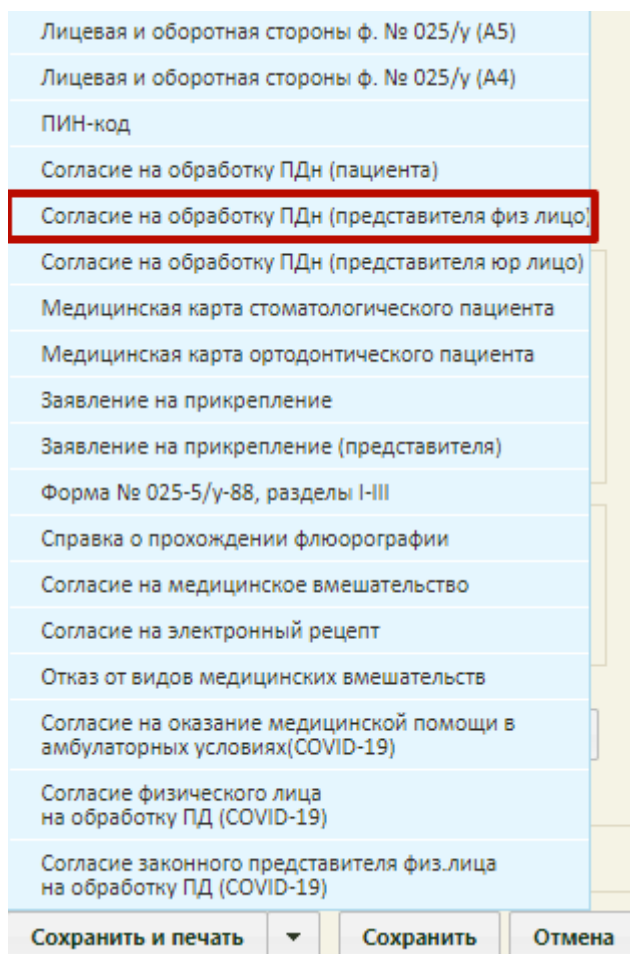 Лицевая и оборотная стороны ф. № 025/у (А5)
Лицевая и оборотная стороны ф. № 025/у (А4)
ПИН-код
Согласие на обработку ПДн (пациента)
Согласие на обработку ПДн (представителя физ лицо)
Согласие на обработку ПДн (представителя юр лицо)
Медицинская карта стоматологического пациента
Медицинская карта ортодонтического пациента
Заявление на прикрепление
Заявление на прикрепление (представителя)
Форма № 025-5/у-88, разделы I-III
Справка о прохождении флюорографии
Согласие на медицинское вмешательство
Согласие на электронный рецепт
Отказ от видов медицинских вмешательств
Согласие на оказание медицинской помощи в
амбулаторных условиях(COVID-19)
Согласие физического лица
на обработку ПД (COVID-19)
Согласие законного представителя физ.лица
на обработку ПД (COVID-19)
Сохранить и печать Сохранить Отмена